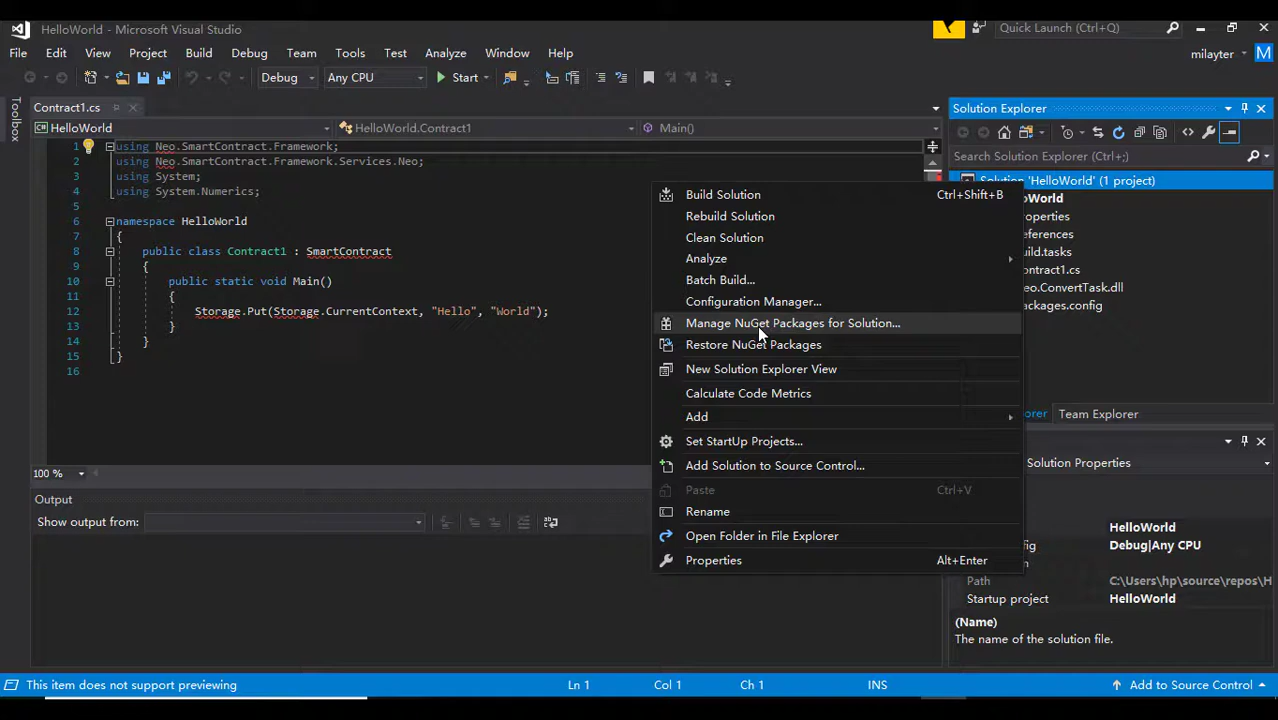 HelloWorld - Microsoft Visual Studio
Quick Launch (Ctrl+Q)
File Edit View Project Build Debug Team Tools Test Analyze Window Help
milayter M
Debug Any CPU Start
Toolbox
Contract1.cs
HelloWorld HelloWorld.Contract1 Main()
1 using Neo.SmartContract.Framework;
2 using Neo.SmartContract.Framework.Services.Neo;
3 using System;
4 using System.Numerics;
5
6 namespace HelloWorld
7 {
8 public class Contract1 : SmartContract
9 {
10 public static void Main()
11 {
12 Storage.Put(Storage.CurrentContext, "Hello", "World");
13 }
14 }
15 }
16
100 %
Output
Show output from:
Build Solution Ctrl+Shift+B
Rebuild Solution
Clean Solution
Analyze
Batch Build...
Configuration Manager...
Manage NuGet Packages for Solution...
Restore NuGet Packages
New Solution Explorer View
Calculate Code Metrics
Add
Set StartUp Projects...
Add Solution to Source Control...
Paste Ctrl+V
Rename
Open Folder in File Explorer
Properties Alt+Enter
Solution Explorer
Search Solution Explorer (Ctrl+;)
Solution 'HelloWorld' (1 project)
oWorld
operties
eferences
ild.tasks
ontract1.cs
eo.ConvertTask.dll
ackages.config
orer Team Explorer
Solution Properties
HelloWorld
fig Debug|Any CPU
n
Path C:\Users\hp\source\repos\H
Startup project HelloWorld
(Name)
The name of the solution file.
This item does not support previewing Ln 1 Col 1 Ch 1 INS Add to Source Control